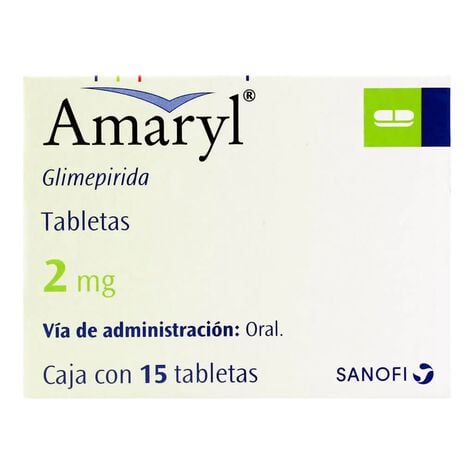 Amaryl®
Glimepirida
Tabletas
2 mg
Vía de administración: Oral.
Caja con 15 tabletas
SANOFI